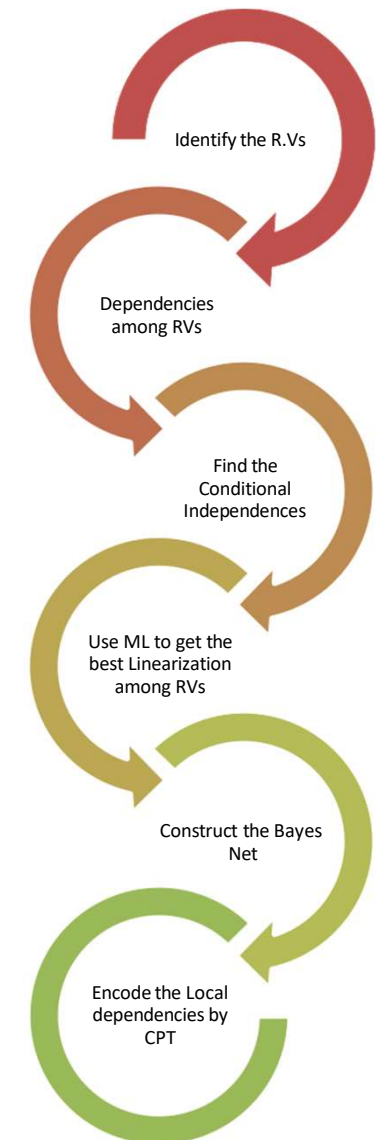 Identify the R.Vs
Dependencies
among RVs
Find the
Conditional
Independences
Use ML to get the
best Linearization
among RVs
Construct the Bayes
Net
Encode the Local
dependencies by
CPT